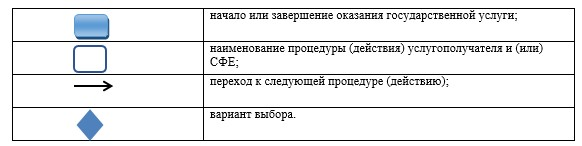 начало или завершение оказания государственной услуги;
наименование процедуры (действия) услугополучателя и (или)
СФЕ;
переход к следующей процедуре (действию);
вариант выбора.